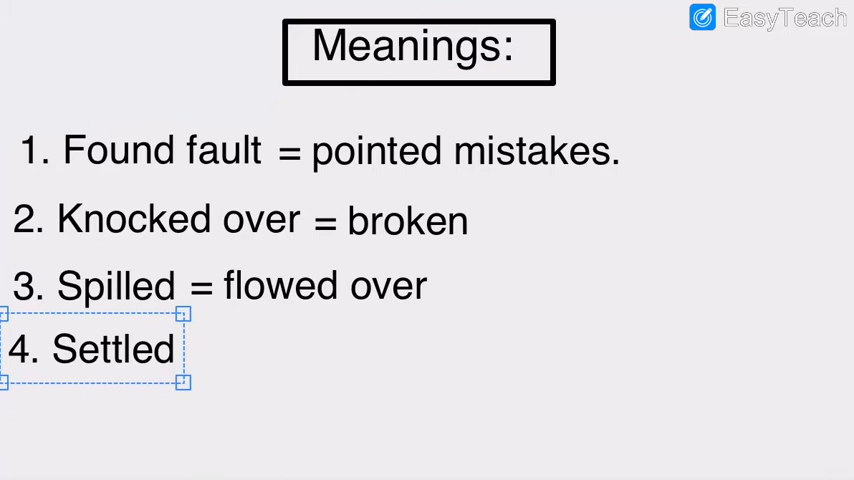 EasyTeach
Meanings:
1. Found fault = pointed mistakes.
2. Knocked over = broken
3. Spilled = flowed over
4. Settled